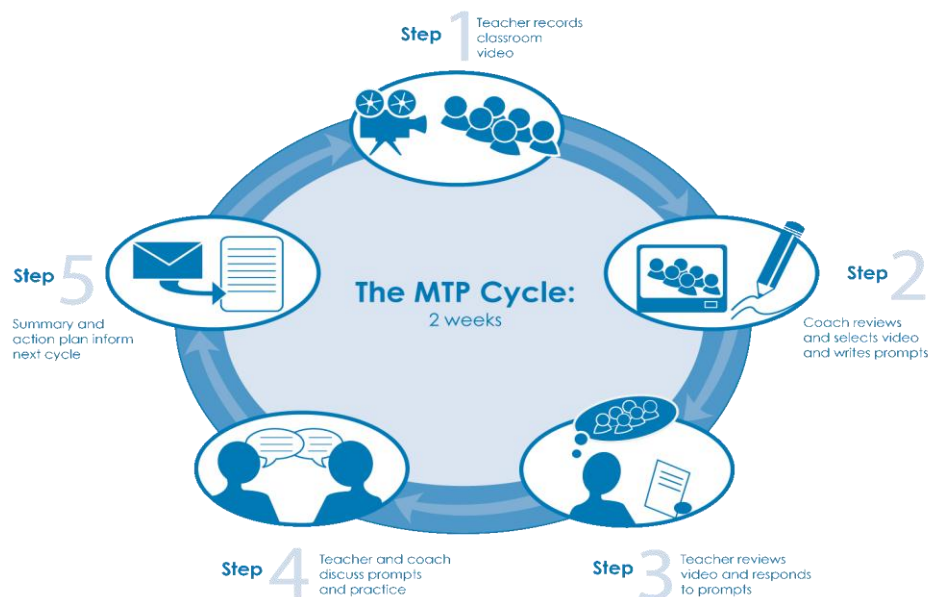 Step 1
Teacher records
classroom
video
Step 2
Coach reviews
and selects video
and writes prompts
Step 3
Teacher reviews
video and responds
to prompts
Step 4
Teacher and coach
discuss prompts
and practice
Step 5
Summary and
action plan inform
next cycle
The MTP Cycle:
2 weeks